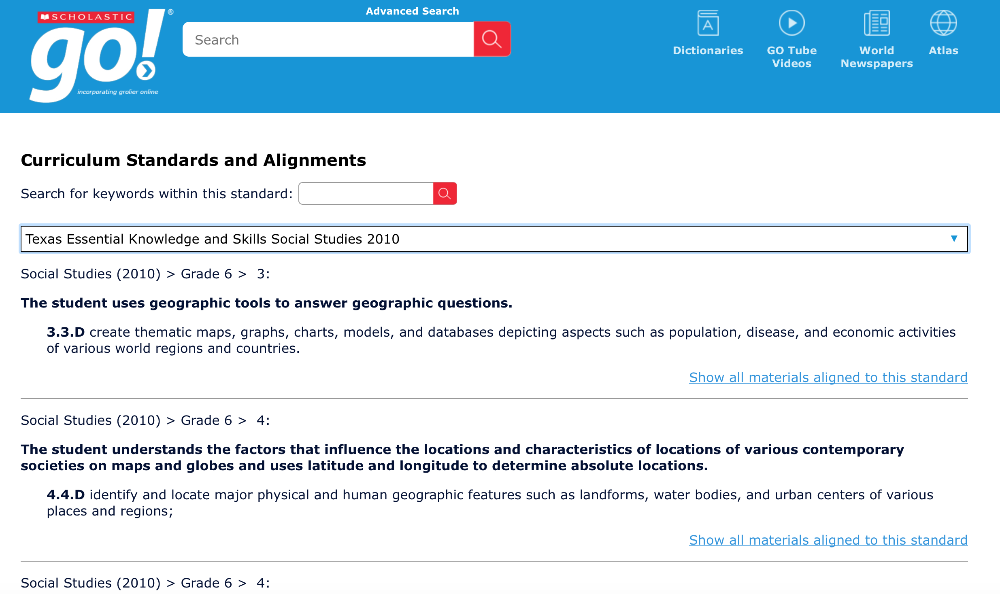 SCHOLASTIC
go!
®
incorporating grolier online
Advanced Search
Search
Dictionaries
GO Tube
Videos
World
Newspapers
Atlas
Curriculum Standards and Alignments
Search for keywords within this standard:
Texas Essential Knowledge and Skills Social Studies 2010
Social Studies (2010) > Grade 6 > 3:
The student uses geographic tools to answer geographic questions.
3.3.D create thematic maps, graphs, charts, models, and databases depicting aspects such as population, disease, and economic activities
of various world regions and countries.
Show all materials aligned to this standard
Social Studies (2010) > Grade 6 > 4:
The student understands the factors that influence the locations and characteristics of locations of various contemporary
societies on maps and globes and uses latitude and longitude to determine absolute locations.
4.4.D identify and locate major physical and human geographic features such as landforms, water bodies, and urban centers of various
places and regions;
Show all materials aligned to this standard
Social Studies (2010) > Grade 6 > 4: